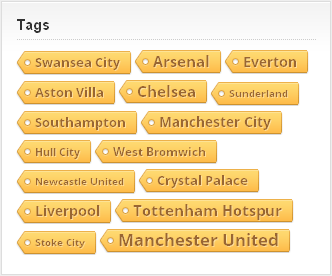 Tags
Swansea City Arsenal Everton
Aston Villa Chelsea Sunderland
Southampton Manchester City
Hull City West Bromwich
Newcastle United Crystal Palace
Liverpool Tottenham Hotspur
Stoke City Manchester United